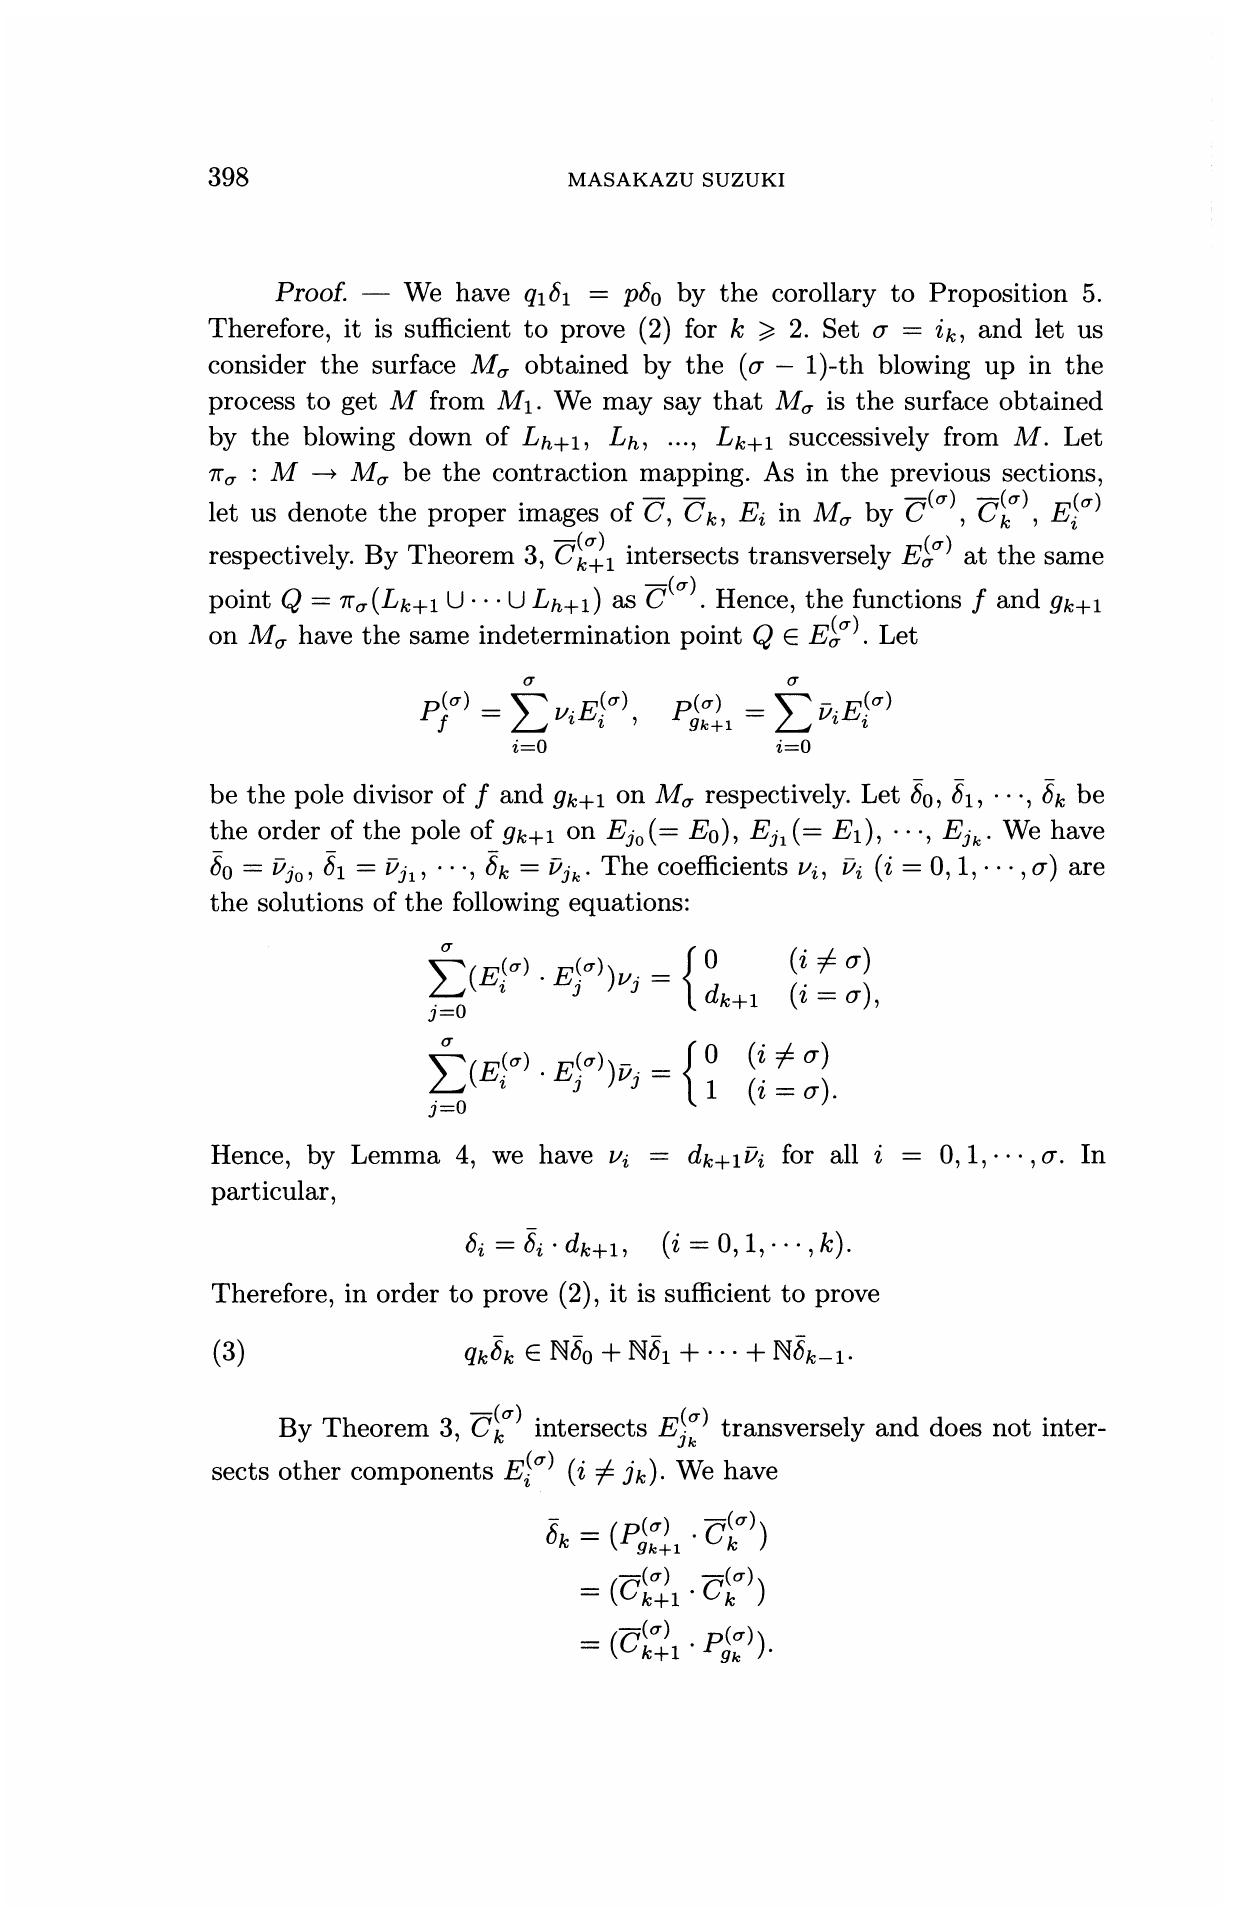 398 MASAKAZU SUZUKI
Proof. — We have $q_1\delta_1 = p\delta_0$ by the corollary to Proposition 5.
Therefore, it is sufficient to prove (2) for $k \geqslant 2$. Set $\sigma = i_k$, and let us
consider the surface $M_\sigma$ obtained by the $(\sigma - 1)$-th blowing up in the
process to get $M$ from $M_1$. We may say that $M_\sigma$ is the surface obtained
by the blowing down of $L_{h+1}$, $L_h$, ..., $L_{k+1}$ successively from $M$. Let
$\pi_\sigma : M \to M_\sigma$ be the contraction mapping. As in the previous sections,
let us denote the proper images of $\overline{C}$, $\overline{C}_k$, $E_i$ in $M_\sigma$ by $\overline{C}^{(\sigma)}$, $\overline{C}_k^{(\sigma)}$, $E_i^{(\sigma)}$
respectively. By Theorem 3, $\overline{C}_{k+1}^{(\sigma)}$ intersects transversely $E_\sigma^{(\sigma)}$ at the same
point $Q = \pi_\sigma(L_{k+1} \cup \cdots \cup L_{h+1})$ as $\overline{C}^{(\sigma)}$. Hence, the functions $f$ and $g_{k+1}$
on $M_\sigma$ have the same indetermination point $Q \in E_\sigma^{(\sigma)}$. Let
$P_f^{(\sigma)} = \sum_{i=0}^{\sigma} \nu_i E_i^{(\sigma)}, \quad P_{g_{k+1}}^{(\sigma)} = \sum_{i=0}^{\sigma} \bar{\nu}_i E_i^{(\sigma)}$
be the pole divisor of $f$ and $g_{k+1}$ on $M_\sigma$ respectively. Let $\bar{\delta}_0$, $\bar{\delta}_1$, $\cdots$, $\bar{\delta}_k$ be
the order of the pole of $g_{k+1}$ on $E_{j_0}(= E_0)$, $E_{j_1}(= E_1)$, $\cdots$, $E_{j_k}$. We have
$\bar{\delta}_0 = \bar{\nu}_{j_0}$, $\bar{\delta}_1 = \bar{\nu}_{j_1}$, $\cdots$, $\bar{\delta}_k = \bar{\nu}_{j_k}$. The coefficients $\nu_i$, $\bar{\nu}_i$ $(i = 0, 1, \cdots, \sigma)$ are
the solutions of the following equations:
$\sum_{j=0}^{\sigma} (E_i^{(\sigma)} \cdot E_j^{(\sigma)})\nu_j = \begin{cases} 0 & (i \neq \sigma) \\ d_{k+1} & (i = \sigma), \end{cases}$
$\sum_{j=0}^{\sigma} (E_i^{(\sigma)} \cdot E_j^{(\sigma)})\bar{\nu}_j = \begin{cases} 0 & (i \neq \sigma) \\ 1 & (i = \sigma). \end{cases}$
Hence, by Lemma 4, we have $\nu_i = d_{k+1}\bar{\nu}_i$ for all $i = 0, 1, \cdots, \sigma$. In
particular,
$\delta_i = \bar{\delta}_i \cdot d_{k+1}, \quad (i = 0, 1, \cdots, k).$
Therefore, in order to prove (2), it is sufficient to prove
(3) $q_k\bar{\delta}_k \in \mathbb{N}\bar{\delta}_0 + \mathbb{N}\bar{\delta}_1 + \cdots + \mathbb{N}\bar{\delta}_{k-1}.$
By Theorem 3, $\overline{C}_k^{(\sigma)}$ intersects $E_{j_k}^{(\sigma)}$ transversely and does not inter-
sects other components $E_i^{(\sigma)}$ $(i \neq j_k)$. We have
$\bar{\delta}_k = (P_{g_{k+1}}^{(\sigma)} \cdot \overline{C}_k^{(\sigma)})$
$= (\overline{C}_{k+1}^{(\sigma)} \cdot \overline{C}_k^{(\sigma)})$
$= (\overline{C}_{k+1}^{(\sigma)} \cdot P_{g_k}^{(\sigma)}).$